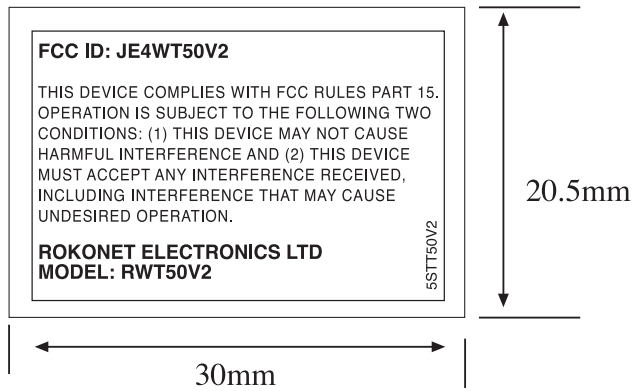 FCC ID: JE4WT50V2
THIS DEVICE COMPLIES WITH FCC RULES PART 15.
OPERATION IS SUBJECT TO THE FOLLOWING TWO
CONDITIONS: (1) THIS DEVICE MAY NOT CAUSE
HARMFUL INTERFERENCE AND (2) THIS DEVICE
MUST ACCEPT ANY INTERFERENCE RECEIVED,
INCLUDING INTERFERENCE THAT MAY CAUSE
UNDESIRED OPERATION.
ROKONET ELECTRONICS LTD
MODEL: RWT50V2
5STT50V2
20.5mm
30mm